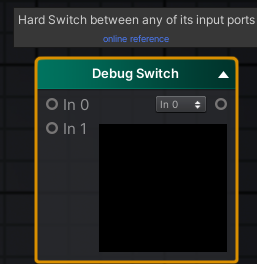 Hard Switch between any of its input ports
online reference
Debug Switch
In 0
In 0
In 1